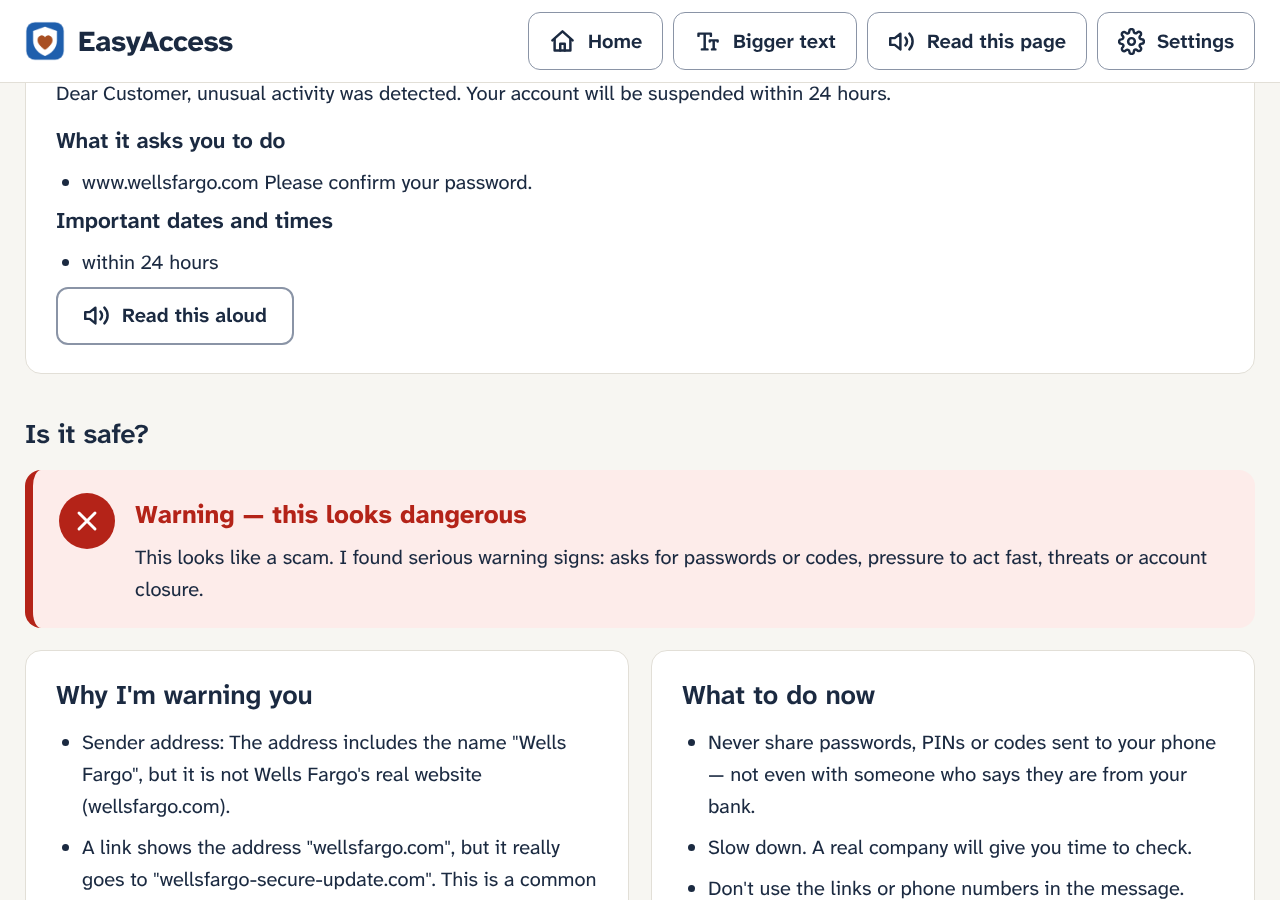 EasyAccess
Home
Bigger text
Read this page
Settings
Dear Customer, unusual activity was detected. Your account will be suspended within 24 hours.
What it asks you to do
• www.wellsfargo.com Please confirm your password.
Important dates and times
• within 24 hours
Read this aloud
Is it safe?
Warning — this looks dangerous
This looks like a scam. I found serious warning signs: asks for passwords or codes, pressure to act fast, threats or account
closure.
Why I'm warning you
• Sender address: The address includes the name "Wells
Fargo", but it is not Wells Fargo's real website
(wellsfargo.com).
• A link shows the address "wellsfargo.com", but it really
goes to "wellsfargo-secure-update.com". This is a common
What to do now
• Never share passwords, PINs or codes sent to your phone
— not even with someone who says they are from your
bank.
• Slow down. A real company will give you time to check.
• Don't use the links or phone numbers in the message.